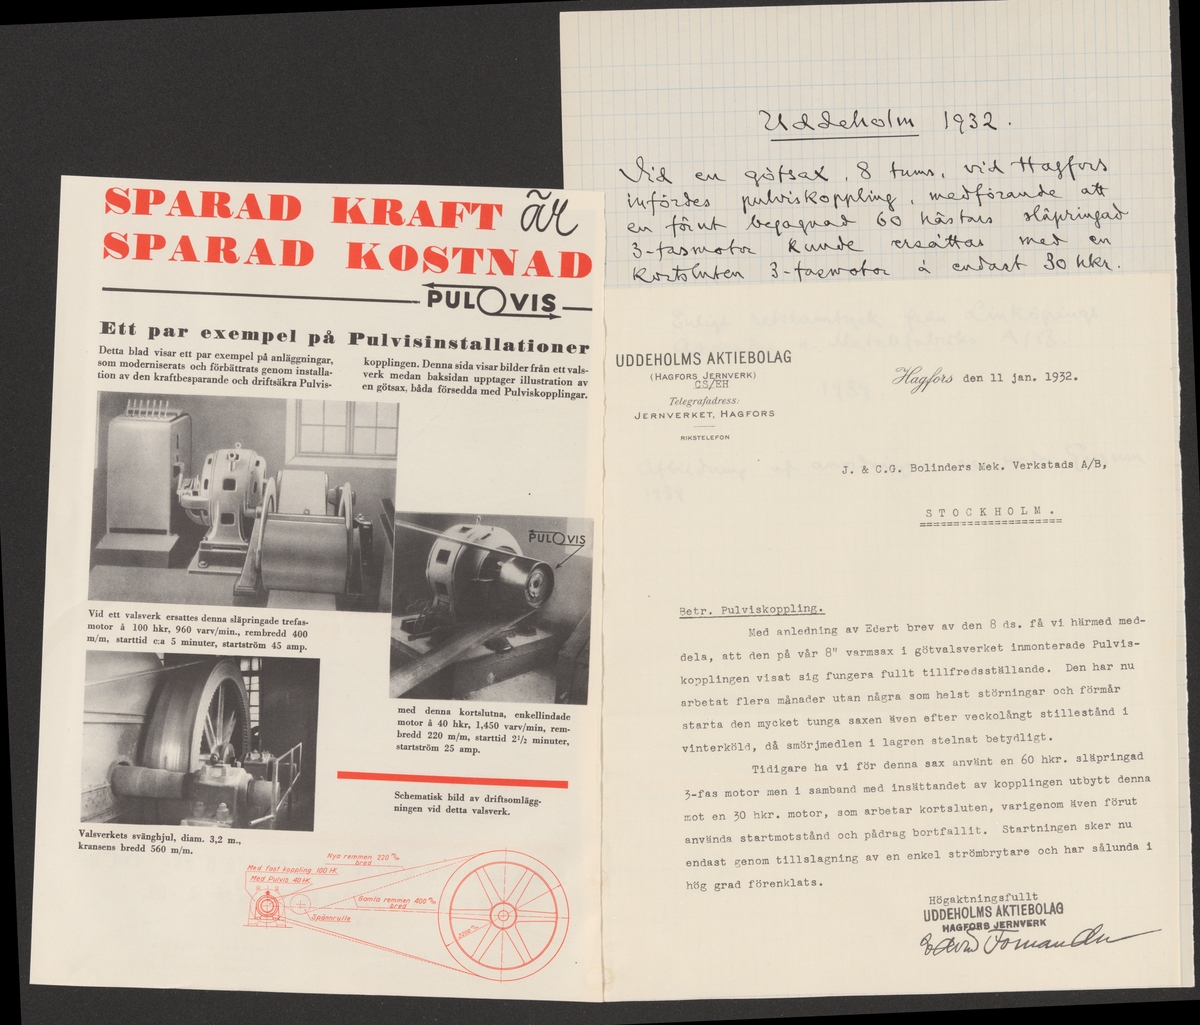 SPARAD KRAFT är
SPARAD KOSTNAD
PULVIS
Ett par exempel på Pulvisinstallationer
Detta blad visar ett par exempel på anläggningar,
som moderniserats och förbättrats genom installa-
tion av den kraftbesparande och driftsäkra Pulvis-
kopplingen. Denna sida visar bilder från ett vals-
verk medan baksidan upptager illustration av
en götsax, båda försedda med Pulviskopplingar.
PULVIS
Vid ett valsverk ersattes denna släpringade trefas-
motor å 100 hkr, 960 varv/min., rembredd 400
m/m, starttid c:a 5 minuter, startström 45 amp.
med denna kortslutna, enkellindade
motor å 40 hkr, 1,450 varv/min, rem-
bredd 220 m/m, starttid 2½ minuter,
startström 25 amp.
Schematisk bild av driftsomlägg-
ningen vid detta valsverk.
Valsverkets svänghjul, diam. 3,2 m.,
kransens bredd 560 m/m.
Nya remmen 220 m/m
bred
Med fast koppling 100 HK.
Med Pulvis 40 HK.
Gamla remmen 400 m/m
bred
Spännrulle
3200 m/m
Uddeholm 1932.
Vid en götsax, 8 tums, vid Hagfors
infördes pulviskoppling, medförande att
en förut begagnad 60 hästars släpringad
3-fasmotor kunde ersättas med en
kortsluten 3-fasmotor å endast 30 hkr.
UDDEHOLMS AKTIEBOLAG
(HAGFORS JERNVERK)
CS/EH
Telegrafadress:
JERNVERKET, HAGFORS
RIKSTELEFON
Hagfors den 11 jan. 1932.
J. & C.G. Bolinders Mek. Verkstads A/B,
STOCKHOLM.
Betr. Pulviskoppling.
Med anledning av Edert brev av den 8 ds. få vi härmed med-
dela, att den på vår 8" varmsax i götvalsverket inmonterade Pulvis-
kopplingen visat sig fungera fullt tillfredsställande. Den har nu
arbetat flera månader utan några som helst störningar och förmår
starta den mycket tunga saxen även efter veckolångt stillestånd i
vinterköld, då smörjmedlen i lagren stelnat betydligt.
Tidigare ha vi för denna sax använt en 60 hkr. släpringad
3-fas motor men i samband med insättandet av kopplingen utbytt denna
mot en 30 hkr. motor, som arbetar kortsluten, varigenom även förut
använda startmotstånd och pådrag bortfallit. Startningen sker nu
endast genom tillslagning av en enkel strömbrytare och har sålunda i
hög grad förenklats.
Högaktningsfullt
UDDEHOLMS AKTIEBOLAG
HAGFORS JERNVERK